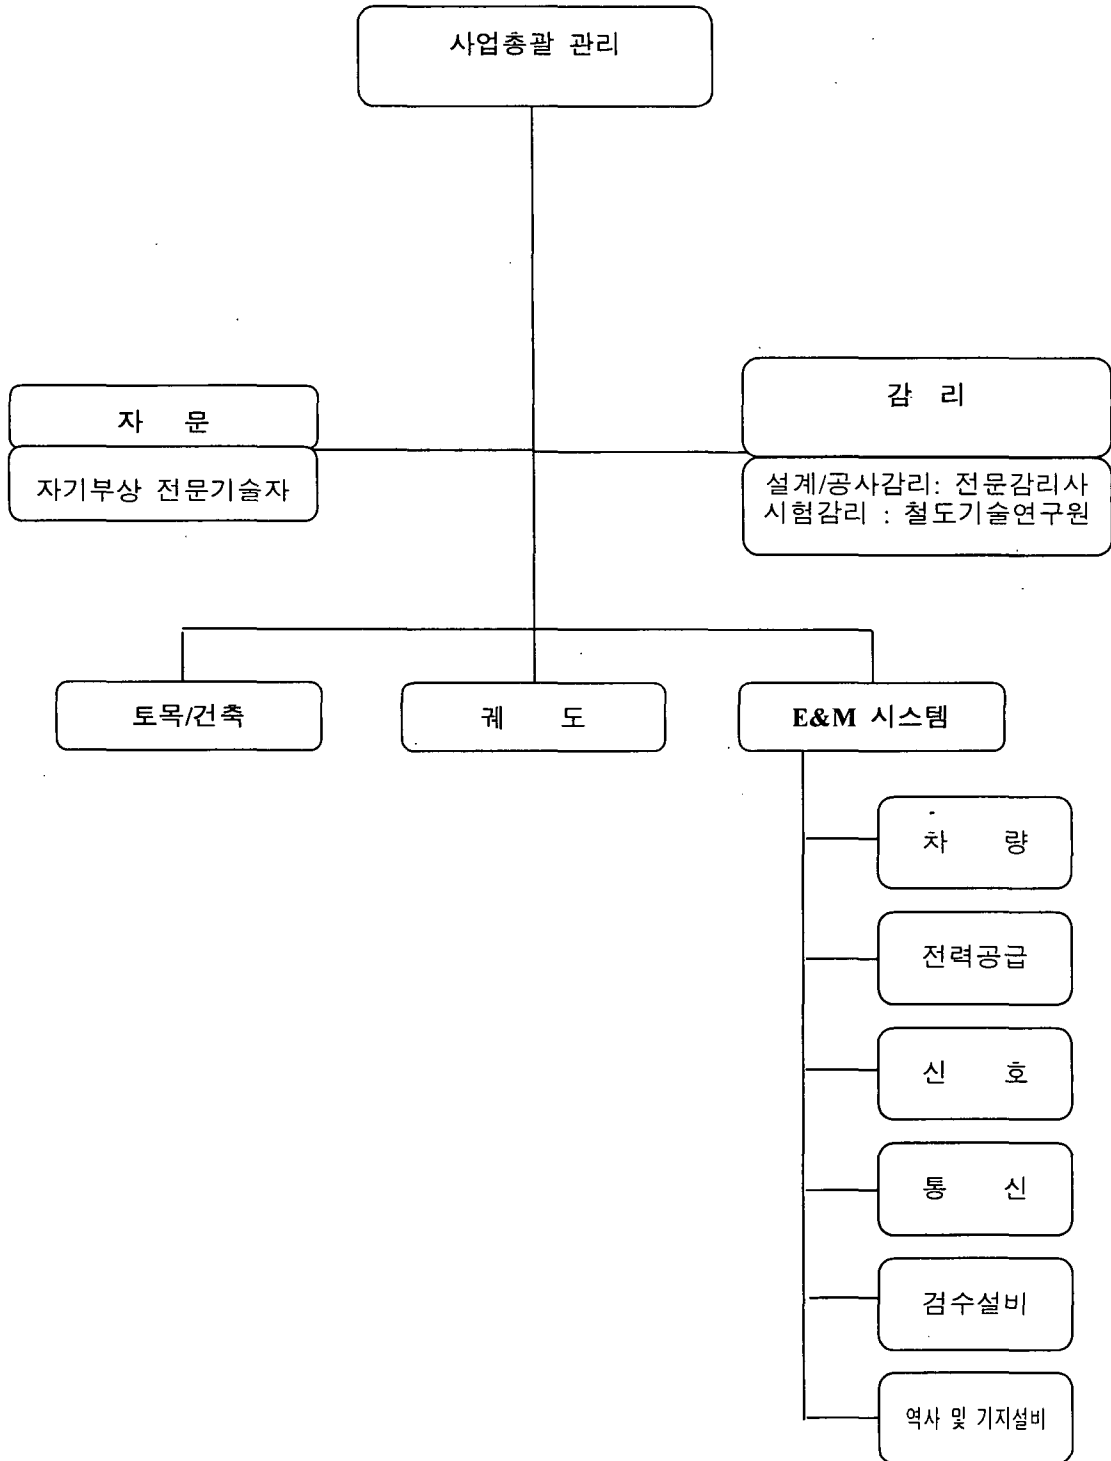 사업총괄 관리
자 문
자기부상 전문기술자
감 리
설계/공사감리: 전문감리사
시험감리 : 철도기술연구원
토목/건축
궤 도
E&M 시스템
차 량
전력공급
신 호
통 신
검수설비
역사 및 기지설비